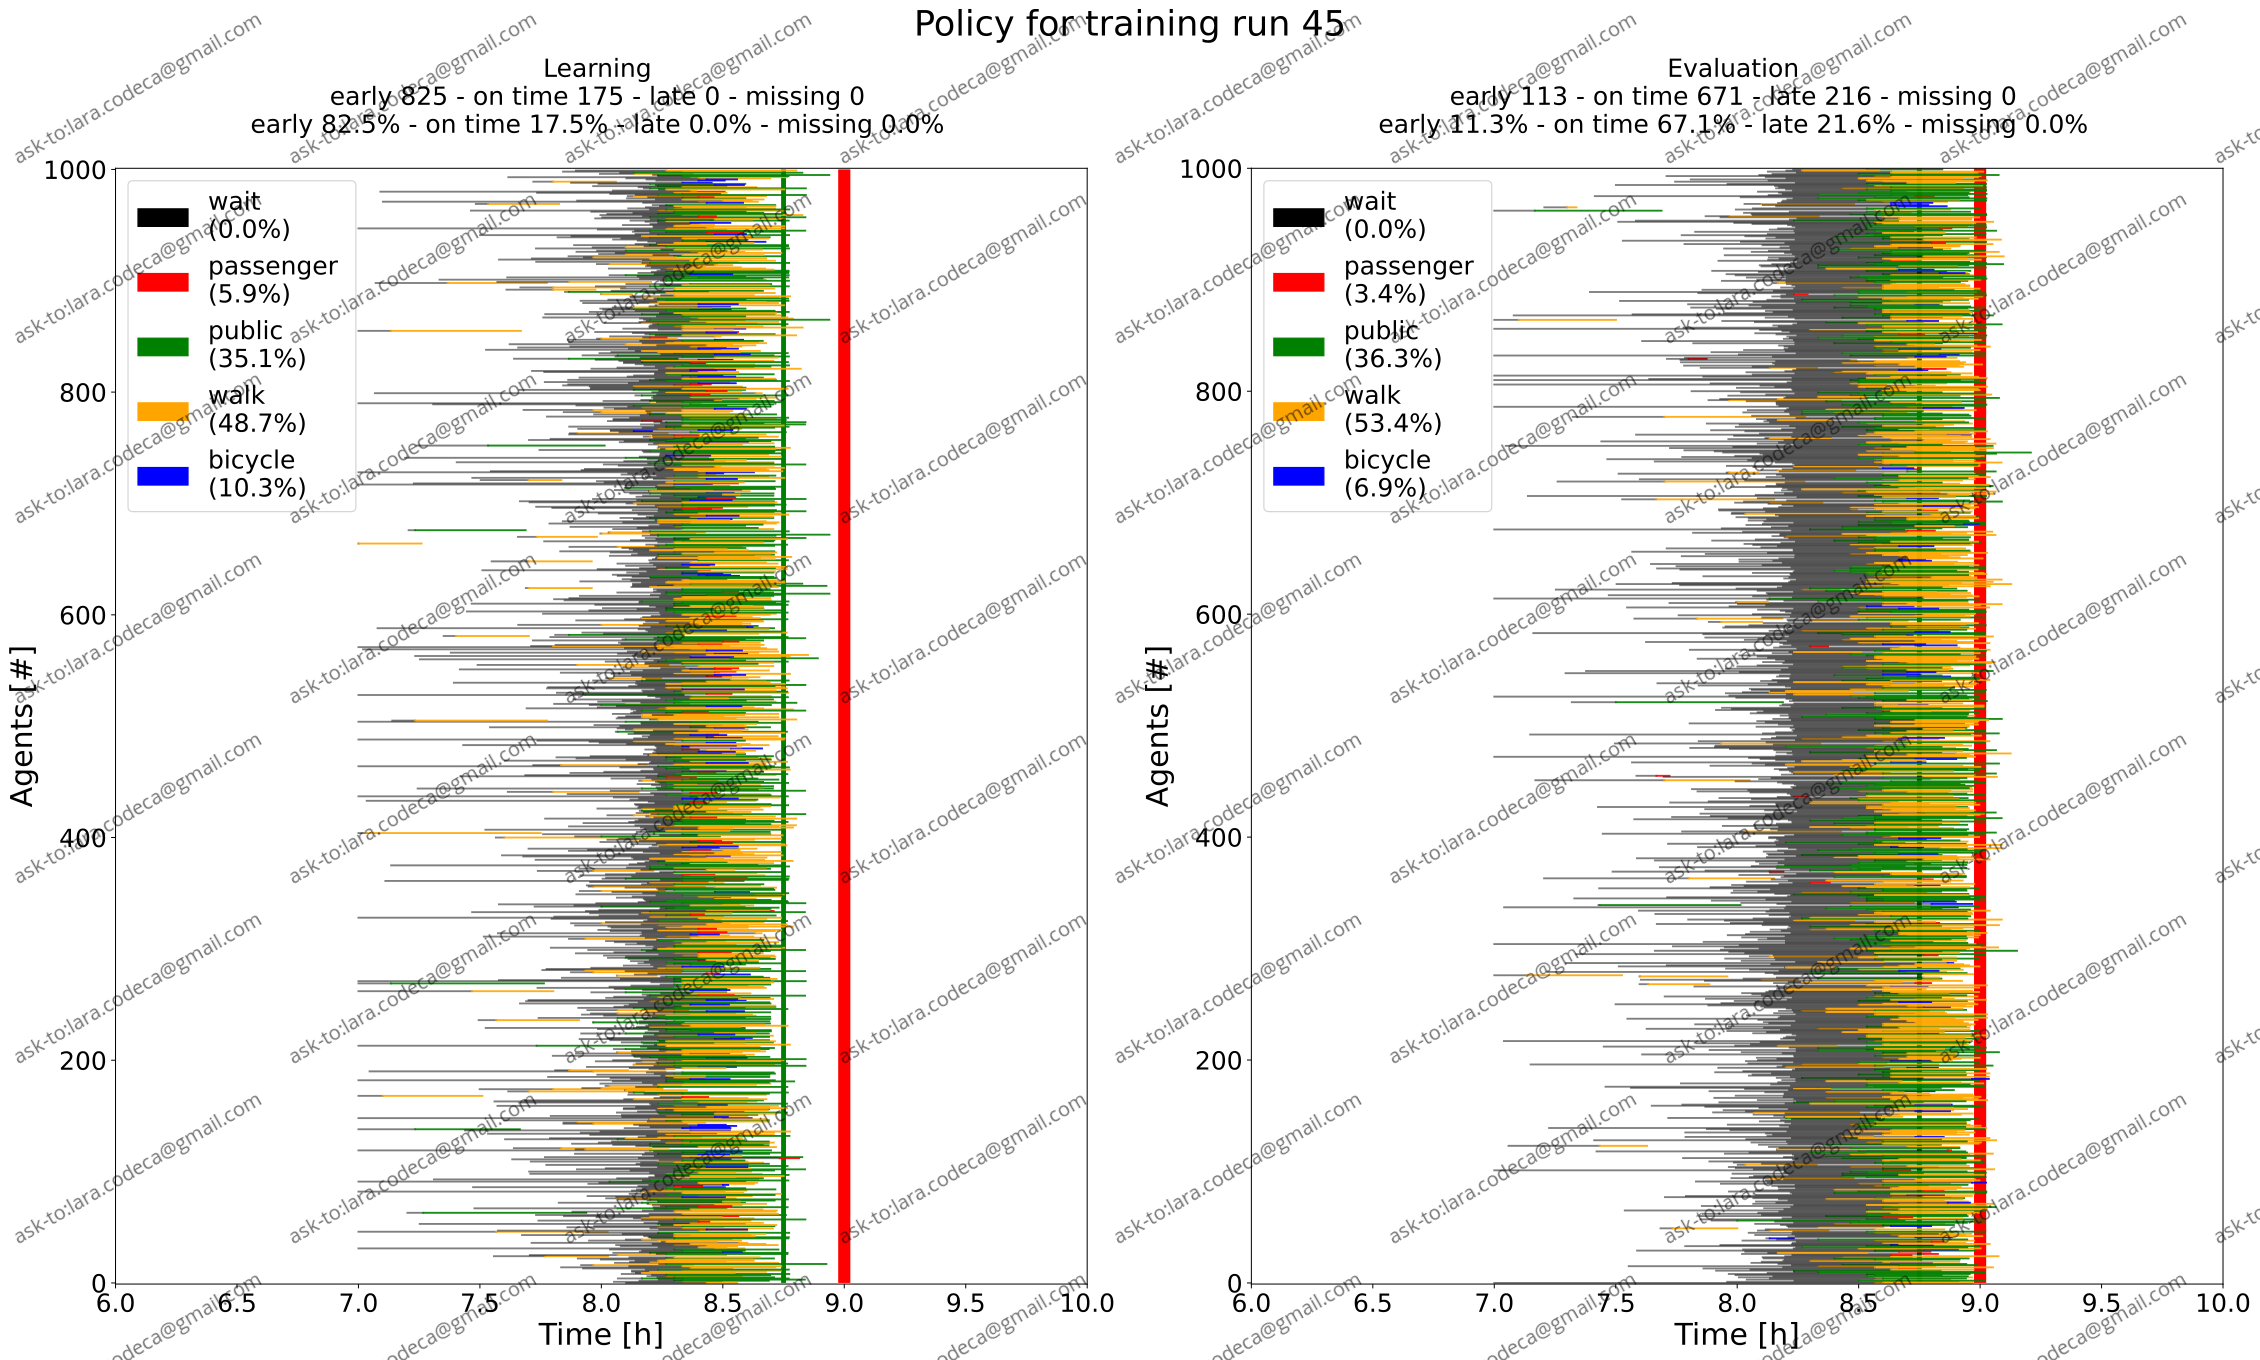 Policy for training run 45
Learning
early 825 - on time 175 - late 0 - missing 0
early 82.5% - on time 17.5% - late 0.0% - missing 0.0%
1000
800
600
400
200
0
Agents [#]
wait
(0.0%)
passenger
(5.9%)
public
(35.1%)
walk
(48.7%)
bicycle
(10.3%)
6.0 6.5 7.0 7.5 8.0 8.5 9.0 9.5 10.0
Time [h]
Evaluation
early 113 - on time 671 - late 216 - missing 0
early 11.3% - on time 67.1% - late 21.6% - missing 0.0%
1000
800
600
400
200
0
Agents [#]
wait
(0.0%)
passenger
(3.4%)
public
(36.3%)
walk
(53.4%)
bicycle
(6.9%)
6.0 6.5 7.0 7.5 8.0 8.5 9.0 9.5 10.0
Time [h]
ask-to:lara.codeca@gmail.com